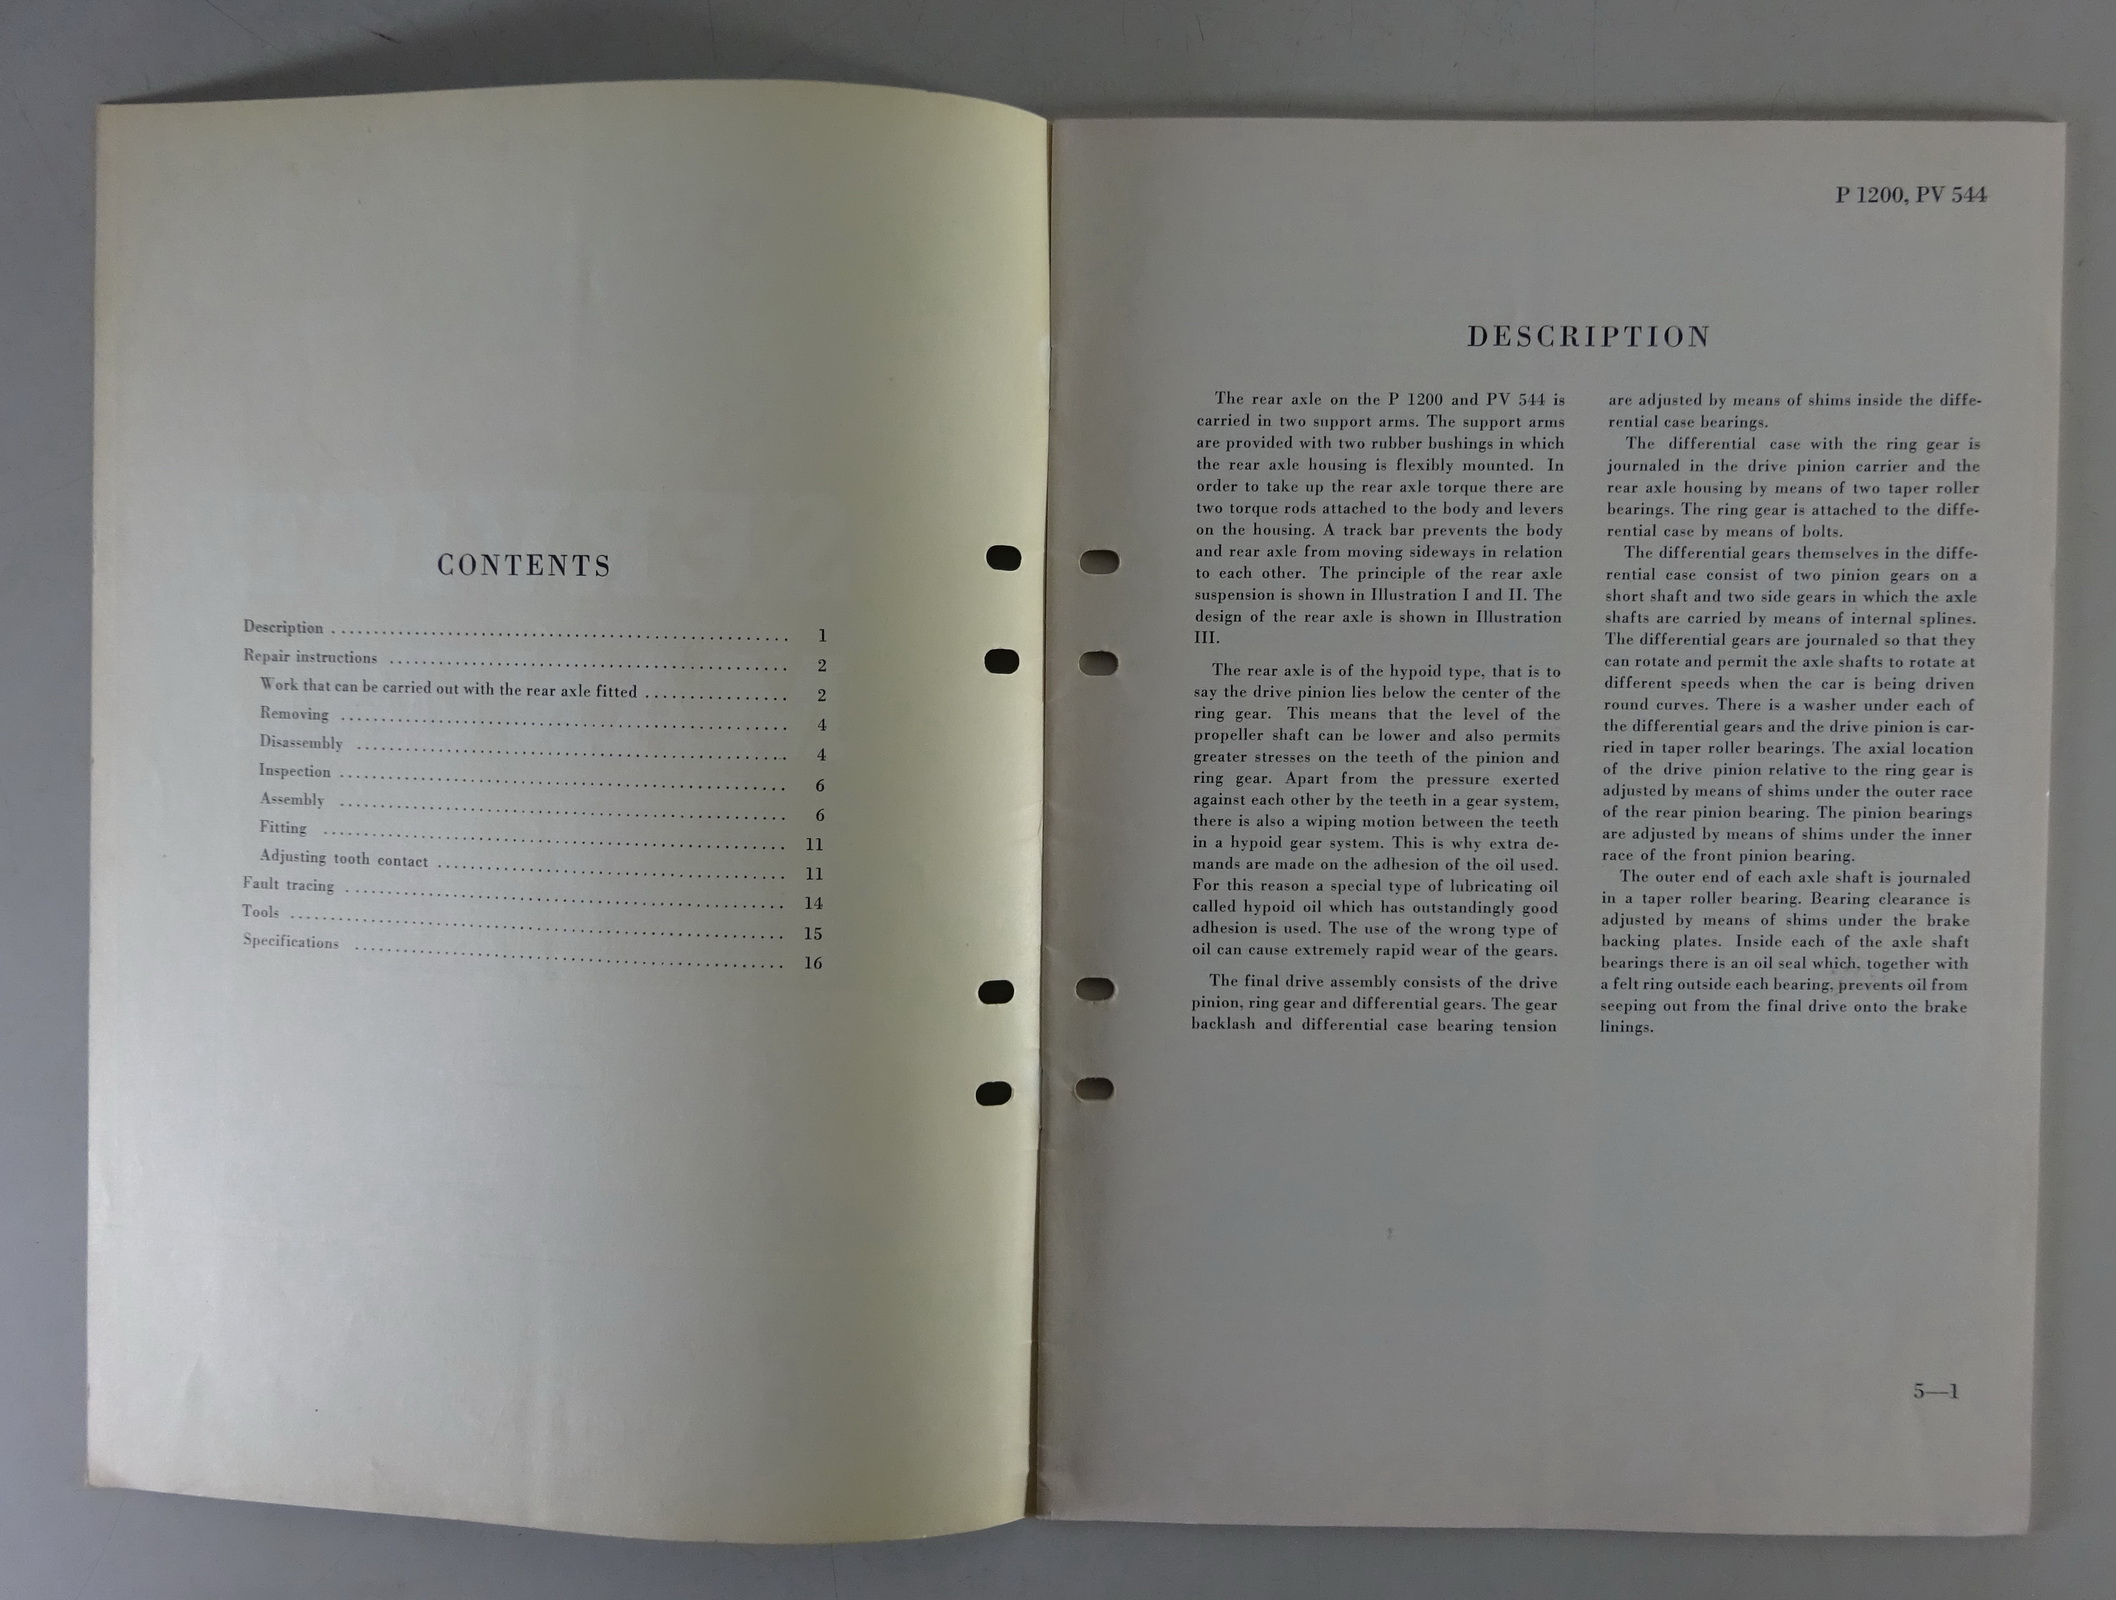 CONTENTS
Description ........ 1
Repair instructions ........ 2
Work that can be carried out with the rear axle fitted ........ 2
Removing ........ 4
Disassembly ........ 4
Inspection ........ 6
Assembly ........ 6
Fitting ........ 11
Adjusting tooth contact ........ 11
Fault tracing ........ 14
Tools ........ 15
Specifications ........ 16
P 1200, PV 544
DESCRIPTION
The rear axle on the P 1200 and PV 544 is
carried in two support arms. The support arms
are provided with two rubber bushings in which
the rear axle housing is flexibly mounted. In
order to take up the rear axle torque there are
two torque rods attached to the body and levers
on the housing. A track bar prevents the body
and rear axle from moving sideways in relation
to each other. The principle of the rear axle
suspension is shown in Illustration I and II. The
design of the rear axle is shown in Illustration
III.
The rear axle is of the hypoid type, that is to
say the drive pinion lies below the center of the
ring gear. This means that the level of the
propeller shaft can be lower and also permits
greater stresses on the teeth of the pinion and
ring gear. Apart from the pressure exerted
against each other by the teeth in a gear system,
there is also a wiping motion between the teeth
in a hypoid gear system. This is why extra de-
mands are made on the adhesion of the oil used.
For this reason a special type of lubricating oil
called hypoid oil which has outstandingly good
adhesion is used. The use of the wrong type of
oil can cause extremely rapid wear of the gears.
The final drive assembly consists of the drive
pinion, ring gear and differential gears. The gear
backlash and differential case bearing tension
are adjusted by means of shims inside the diffe-
rential case bearings.
The differential case with the ring gear is
journaled in the drive pinion carrier and the
rear axle housing by means of two taper roller
bearings. The ring gear is attached to the diffe-
rential case by means of bolts.
The differential gears themselves in the diffe-
rential case consist of two pinion gears on a
short shaft and two side gears in which the axle
shafts are carried by means of internal splines.
The differential gears are journaled so that they
can rotate and permit the axle shafts to rotate at
different speeds when the car is being driven
round curves. There is a washer under each of
the differential gears and the drive pinion is car-
ried in taper roller bearings. The axial location
of the drive pinion relative to the ring gear is
adjusted by means of shims under the outer race
of the rear pinion bearing. The pinion bearings
are adjusted by means of shims under the inner
race of the front pinion bearing.
The outer end of each axle shaft is journaled
in a taper roller bearing. Bearing clearance is
adjusted by means of shims under the brake
backing plates. Inside each of the axle shaft
bearings there is an oil seal which, together with
a felt ring outside each bearing, prevents oil from
seeping out from the final drive onto the brake
linings.
5—1